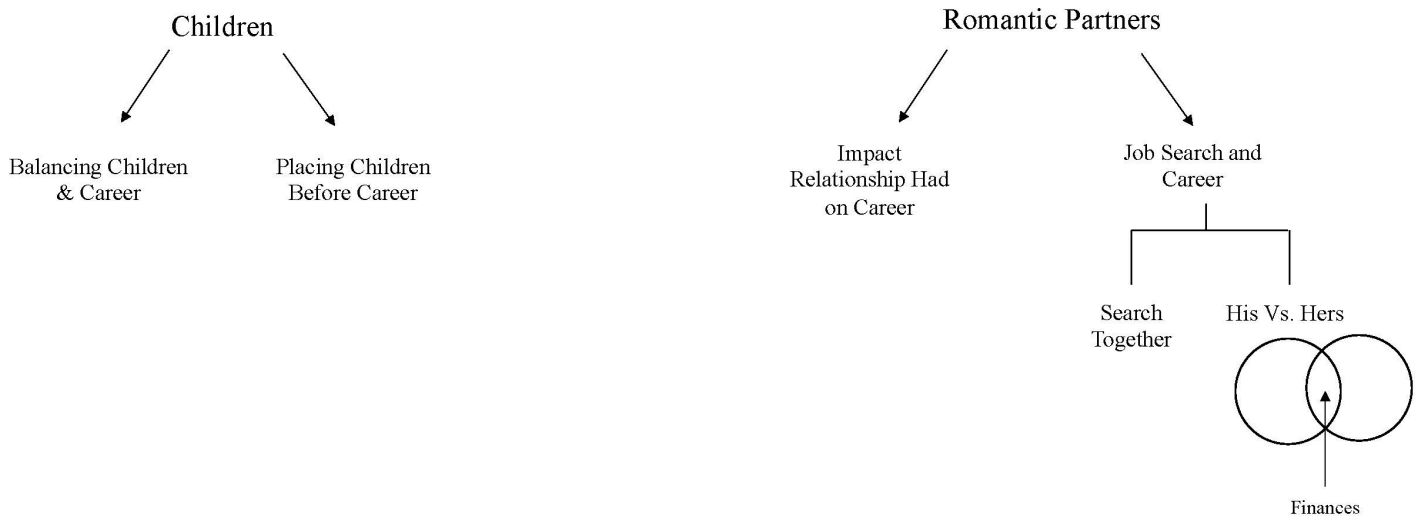 Children
Romantic Partners
Balancing Children
& Career
Placing Children
Before Career
Impact
Relationship Had
on Career
Job Search and
Career
Search
Together
His Vs. Hers
Finances